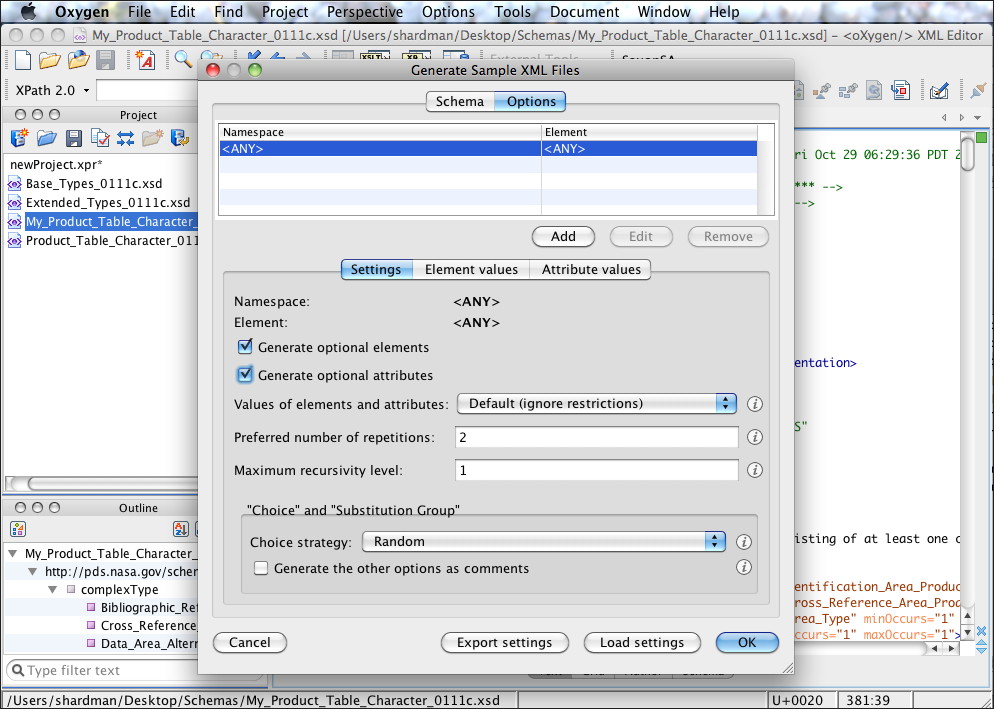 Oxygen File Edit Find Project Perspective Options Tools Document Window Help
My_Product_Table_Character_0111c.xsd [/Users/shardman/Desktop/Schemas/My_Product_Table_Character_0111c.xsd] - <oXygen/> XML Editor
XPath 2.0
Project
newProject.xpr*
Base_Types_0111c.xsd
Extended_Types_0111c.xsd
My_Product_Table_Character_
Product_Table_Character_011
Outline
My_Product_Table_Character_
http://pds.nasa.gov/schem
complexType
Bibliographic_Ref
Cross_Reference_
Data_Area_Altern
Type filter text
Generate Sample XML Files
Schema Options
Namespace Element
<ANY> <ANY>
Add Edit Remove
Settings Element values Attribute values
Namespace: <ANY>
Element: <ANY>
Generate optional elements
Generate optional attributes
Values of elements and attributes: Default (ignore restrictions)
Preferred number of repetitions: 2
Maximum recursivity level: 1
"Choice" and "Substitution Group"
Choice strategy: Random
Generate the other options as comments
Cancel Export settings Load settings OK
ri Oct 29 06:29:36 PDT 2
*** -->
-->
entation>
S"
isting of at least one o
entification_Area_Produc
ross_Reference_Area_Prod
rea_Type" minOccurs="1"
ccurs="1" maxOccurs="1">
/Users/shardman/Desktop/Schemas/My_Product_Table_Character_0111c.xsd U+0020 381:39